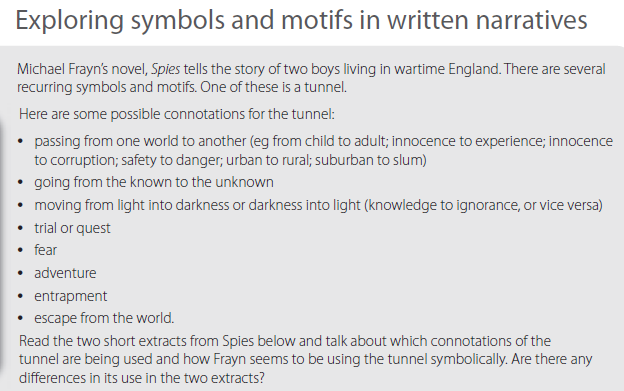 Exploring symbols and motifs in written narratives
Michael Frayn's novel, Spies tells the story of two boys living in wartime England. There are several
recurring symbols and motifs. One of these is a tunnel.
Here are some possible connotations for the tunnel:
• passing from one world to another (eg from child to adult; innocence to experience; innocence
to corruption; safety to danger; urban to rural; suburban to slum)
• going from the known to the unknown
• moving from light into darkness or darkness into light (knowledge to ignorance, or vice versa)
• trial or quest
• fear
• adventure
• entrapment
• escape from the world.
Read the two short extracts from Spies below and talk about which connotations of the
tunnel are being used and how Frayn seems to be using the tunnel symbolically. Are there any
differences in its use in the two extracts?